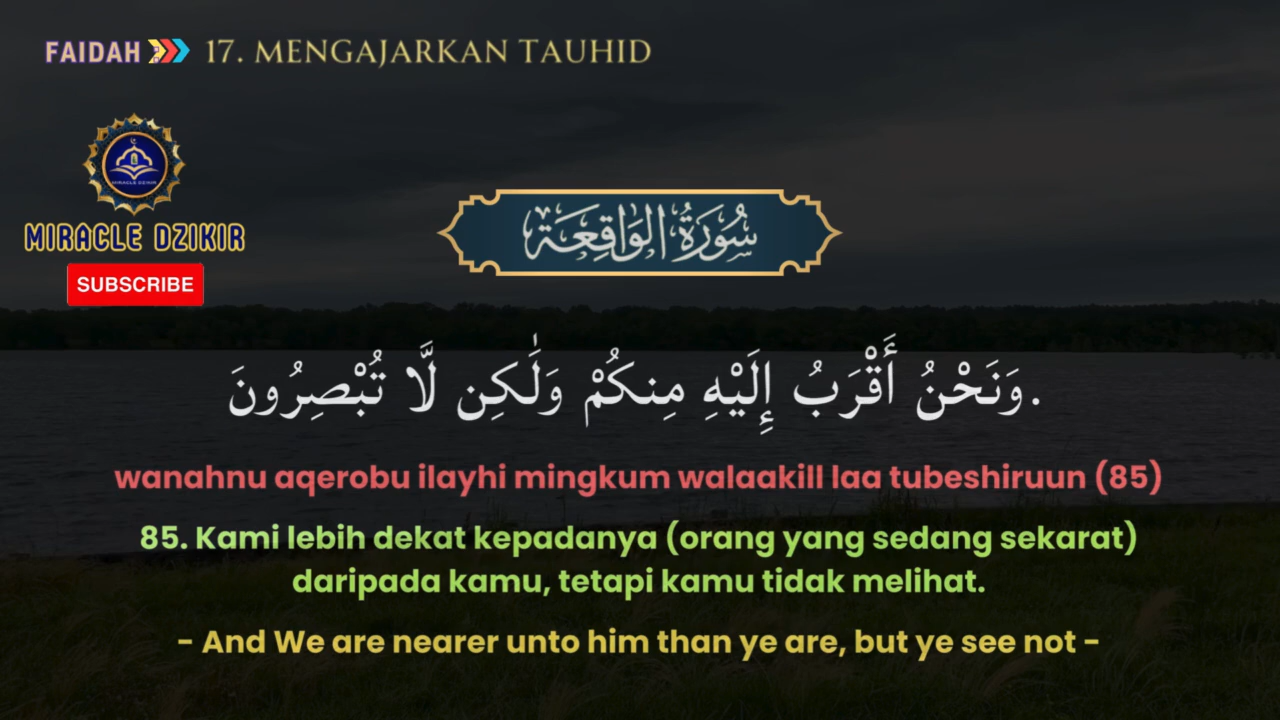 FAIDAH 17. MENGAJARKAN TAUHID
MIRACLE DZIKIR
MIRACLE DZIKIR
SUBSCRIBE
سُورَةُ الوَاقِعَة
وَنَحْنُ أَقْرَبُ إِلَيْهِ مِنكُمْ وَلَٰكِن لَّا تُبْصِرُونَ.
wanahnu aqerobu ilayhi mingkum walaakill laa tubeshiruun (85)
85. Kami lebih dekat kepadanya (orang yang sedang sekarat)
daripada kamu, tetapi kamu tidak melihat.
- And We are nearer unto him than ye are, but ye see not -